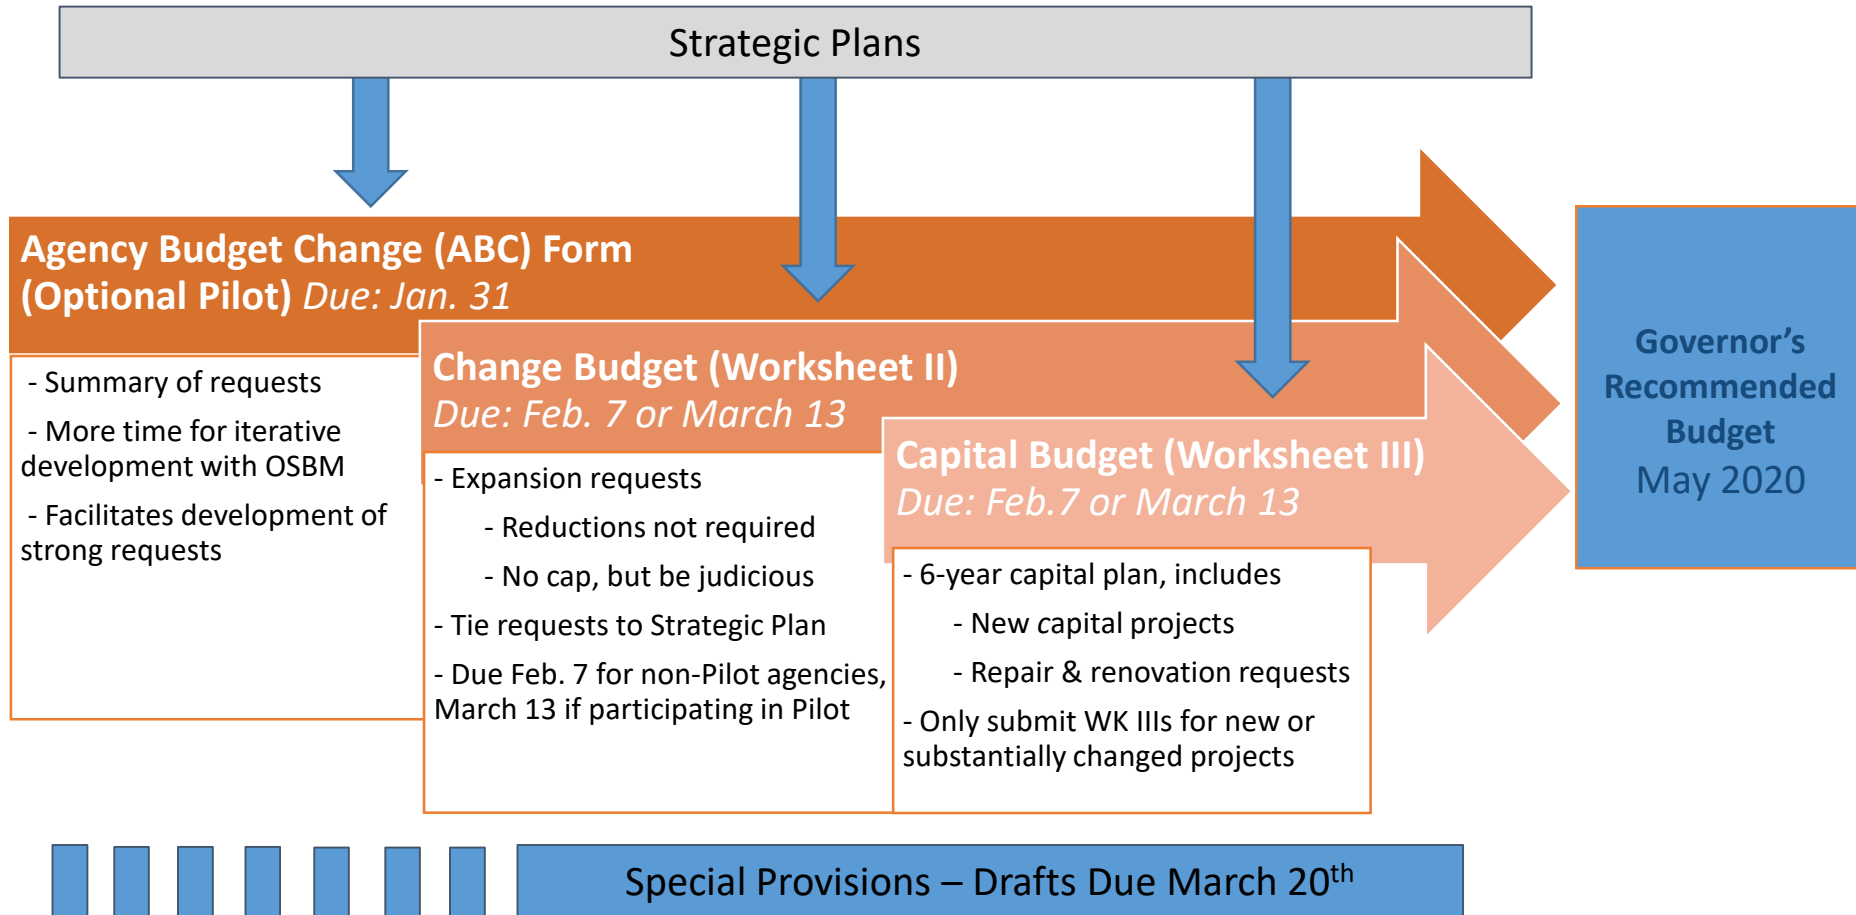 Strategic Plans
Agency Budget Change (ABC) Form
(Optional Pilot) Due: Jan. 31
- Summary of requests
- More time for iterative
development with OSBM
- Facilitates development of
strong requests
Change Budget (Worksheet II)
Due: Feb. 7 or March 13
- Expansion requests
- Reductions not required
- No cap, but be judicious
- Tie requests to Strategic Plan
- Due Feb. 7 for non-Pilot agencies,
March 13 if participating in Pilot
Capital Budget (Worksheet III)
Due: Feb.7 or March 13
- 6-year capital plan, includes
- New capital projects
- Repair & renovation requests
- Only submit WK IIIs for new or
substantially changed projects
Governor’s
Recommended
Budget
May 2020
Special Provisions – Drafts Due March 20th